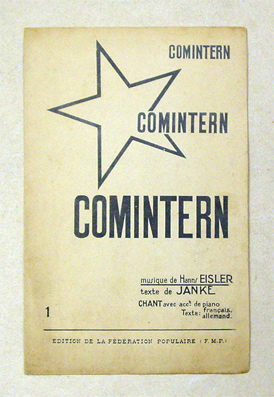 COMINTERN
COMINTERN
COMINTERN
musique de Hanns EISLER
texte de JANKE
CHANT avec acct de piano
Texte: français, allemand.
1
EDITION DE LA FÉDÉRATION POPULAIRE (F.M.P.)